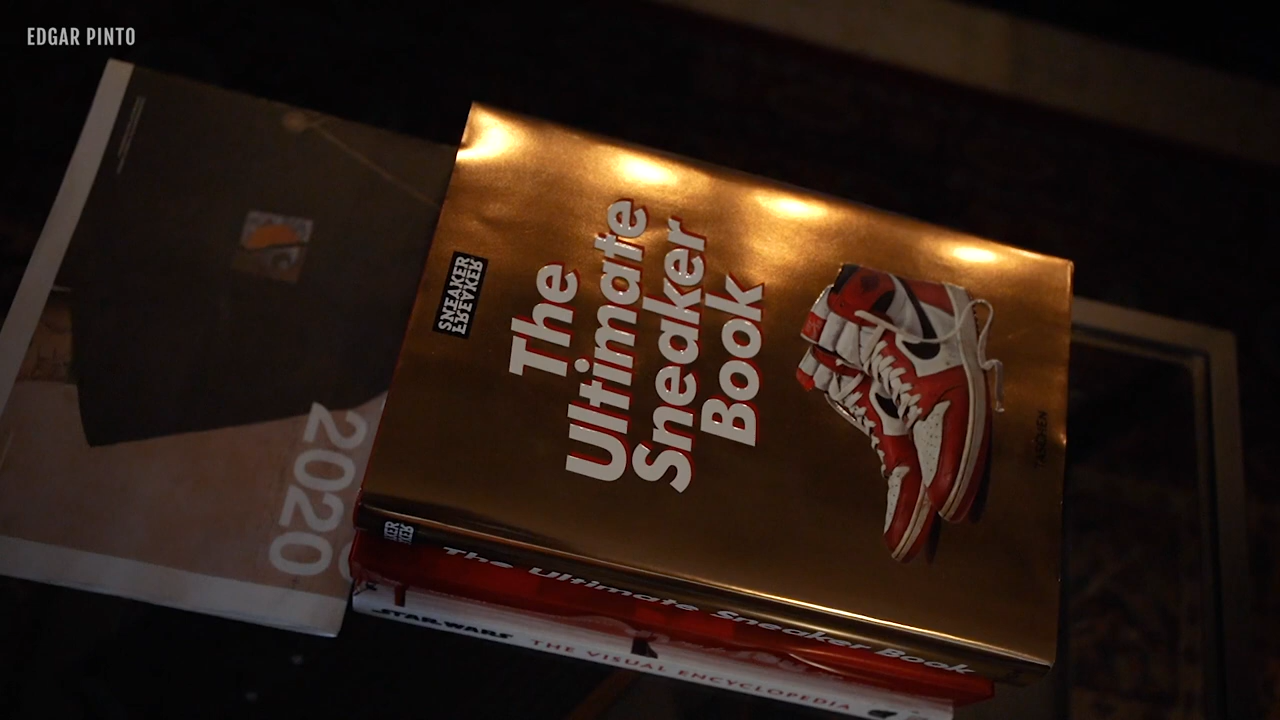 EDGAR PINTO
SNEAKER
FREAKER
The
Ultimate
Sneaker
Book
TASCHEN
2020
The Ultimate Sneaker Book
STAR WARS THE VISUAL ENCYCLOPEDIA